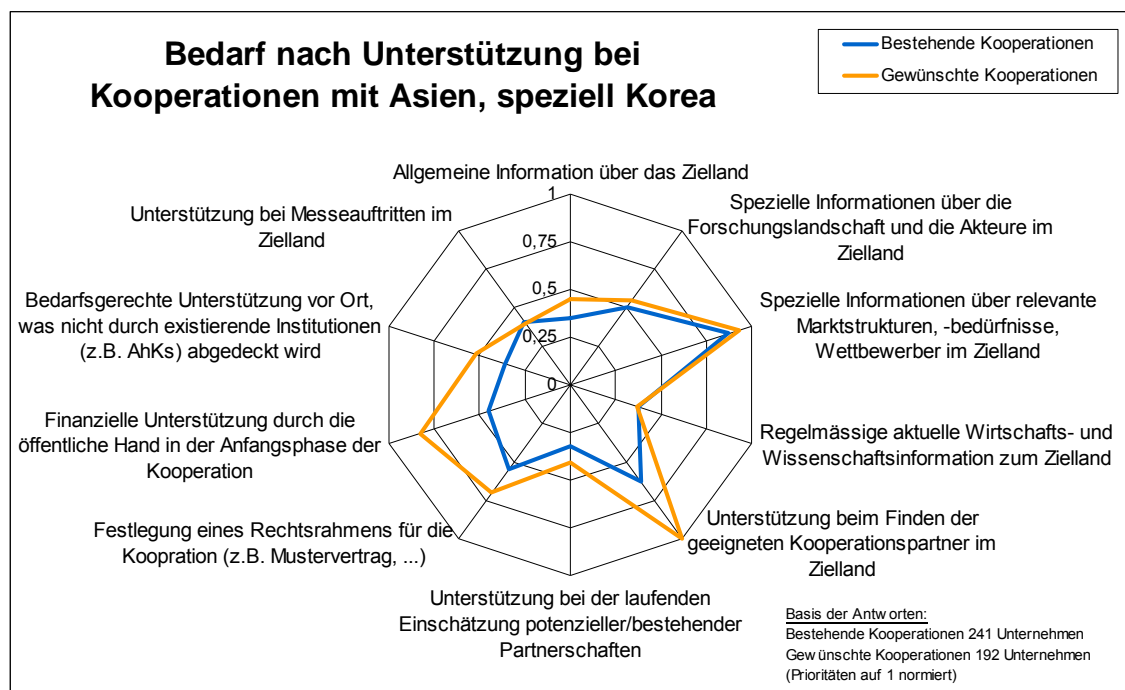 Bedarf nach Unterstützung bei
Kooperationen mit Asien, speziell Korea
Bestehende Kooperationen
Gewünschte Kooperationen
Allgemeine Information über das Zielland
1
0,75
0,5
0,25
0
Spezielle Informationen über die
Forschungslandschaft und die Akteure im
Zielland
Spezielle Informationen über relevante
Marktstrukturen, -bedürfnisse,
Wettbewerber im Zielland
Regelmässige aktuelle Wirtschafts- und
Wissenschaftsinformation zum Zielland
Unterstützung beim Finden der
geeigneten Kooperationspartner im
Zielland
Unterstützung bei der laufenden
Einschätzung potenzieller/bestehender
Partnerschaften
Festlegung eines Rechtsrahmens für die
Koopration (z.B. Mustervertrag, ...)
Finanzielle Unterstützung durch die
öffentliche Hand in der Anfangsphase der
Kooperation
Bedarfsgerechte Unterstützung vor Ort,
was nicht durch existierende Institutionen
(z.B. AhKs) abgedeckt wird
Unterstützung bei Messeauftritten im
Zielland
Basis der Antworten:
Bestehende Kooperationen 241 Unternehmen
Gewünschte Kooperationen 192 Unternehmen
(Prioritäten auf 1 normiert)